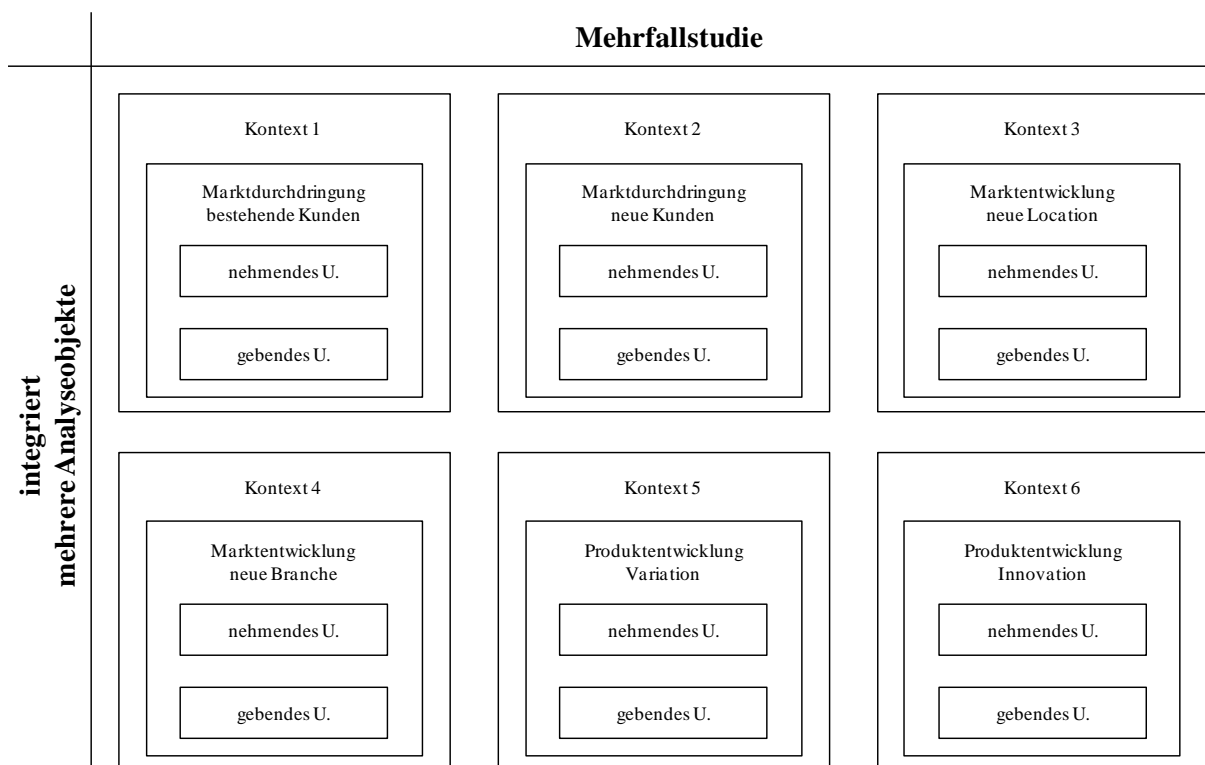 Mehrfallstudie
integriert
mehrere Analyseobjekte
Kontext 1
Marktdurchdringung
bestehende Kunden
nehmendes U.
gebendes U.
Kontext 2
Marktdurchdringung
neue Kunden
nehmendes U.
gebendes U.
Kontext 3
Marktentwicklung
neue Location
nehmendes U.
gebendes U.
Kontext 4
Marktentwicklung
neue Branche
nehmendes U.
gebendes U.
Kontext 5
Produktentwicklung
Variation
nehmendes U.
gebendes U.
Kontext 6
Produktentwicklung
Innovation
nehmendes U.
gebendes U.